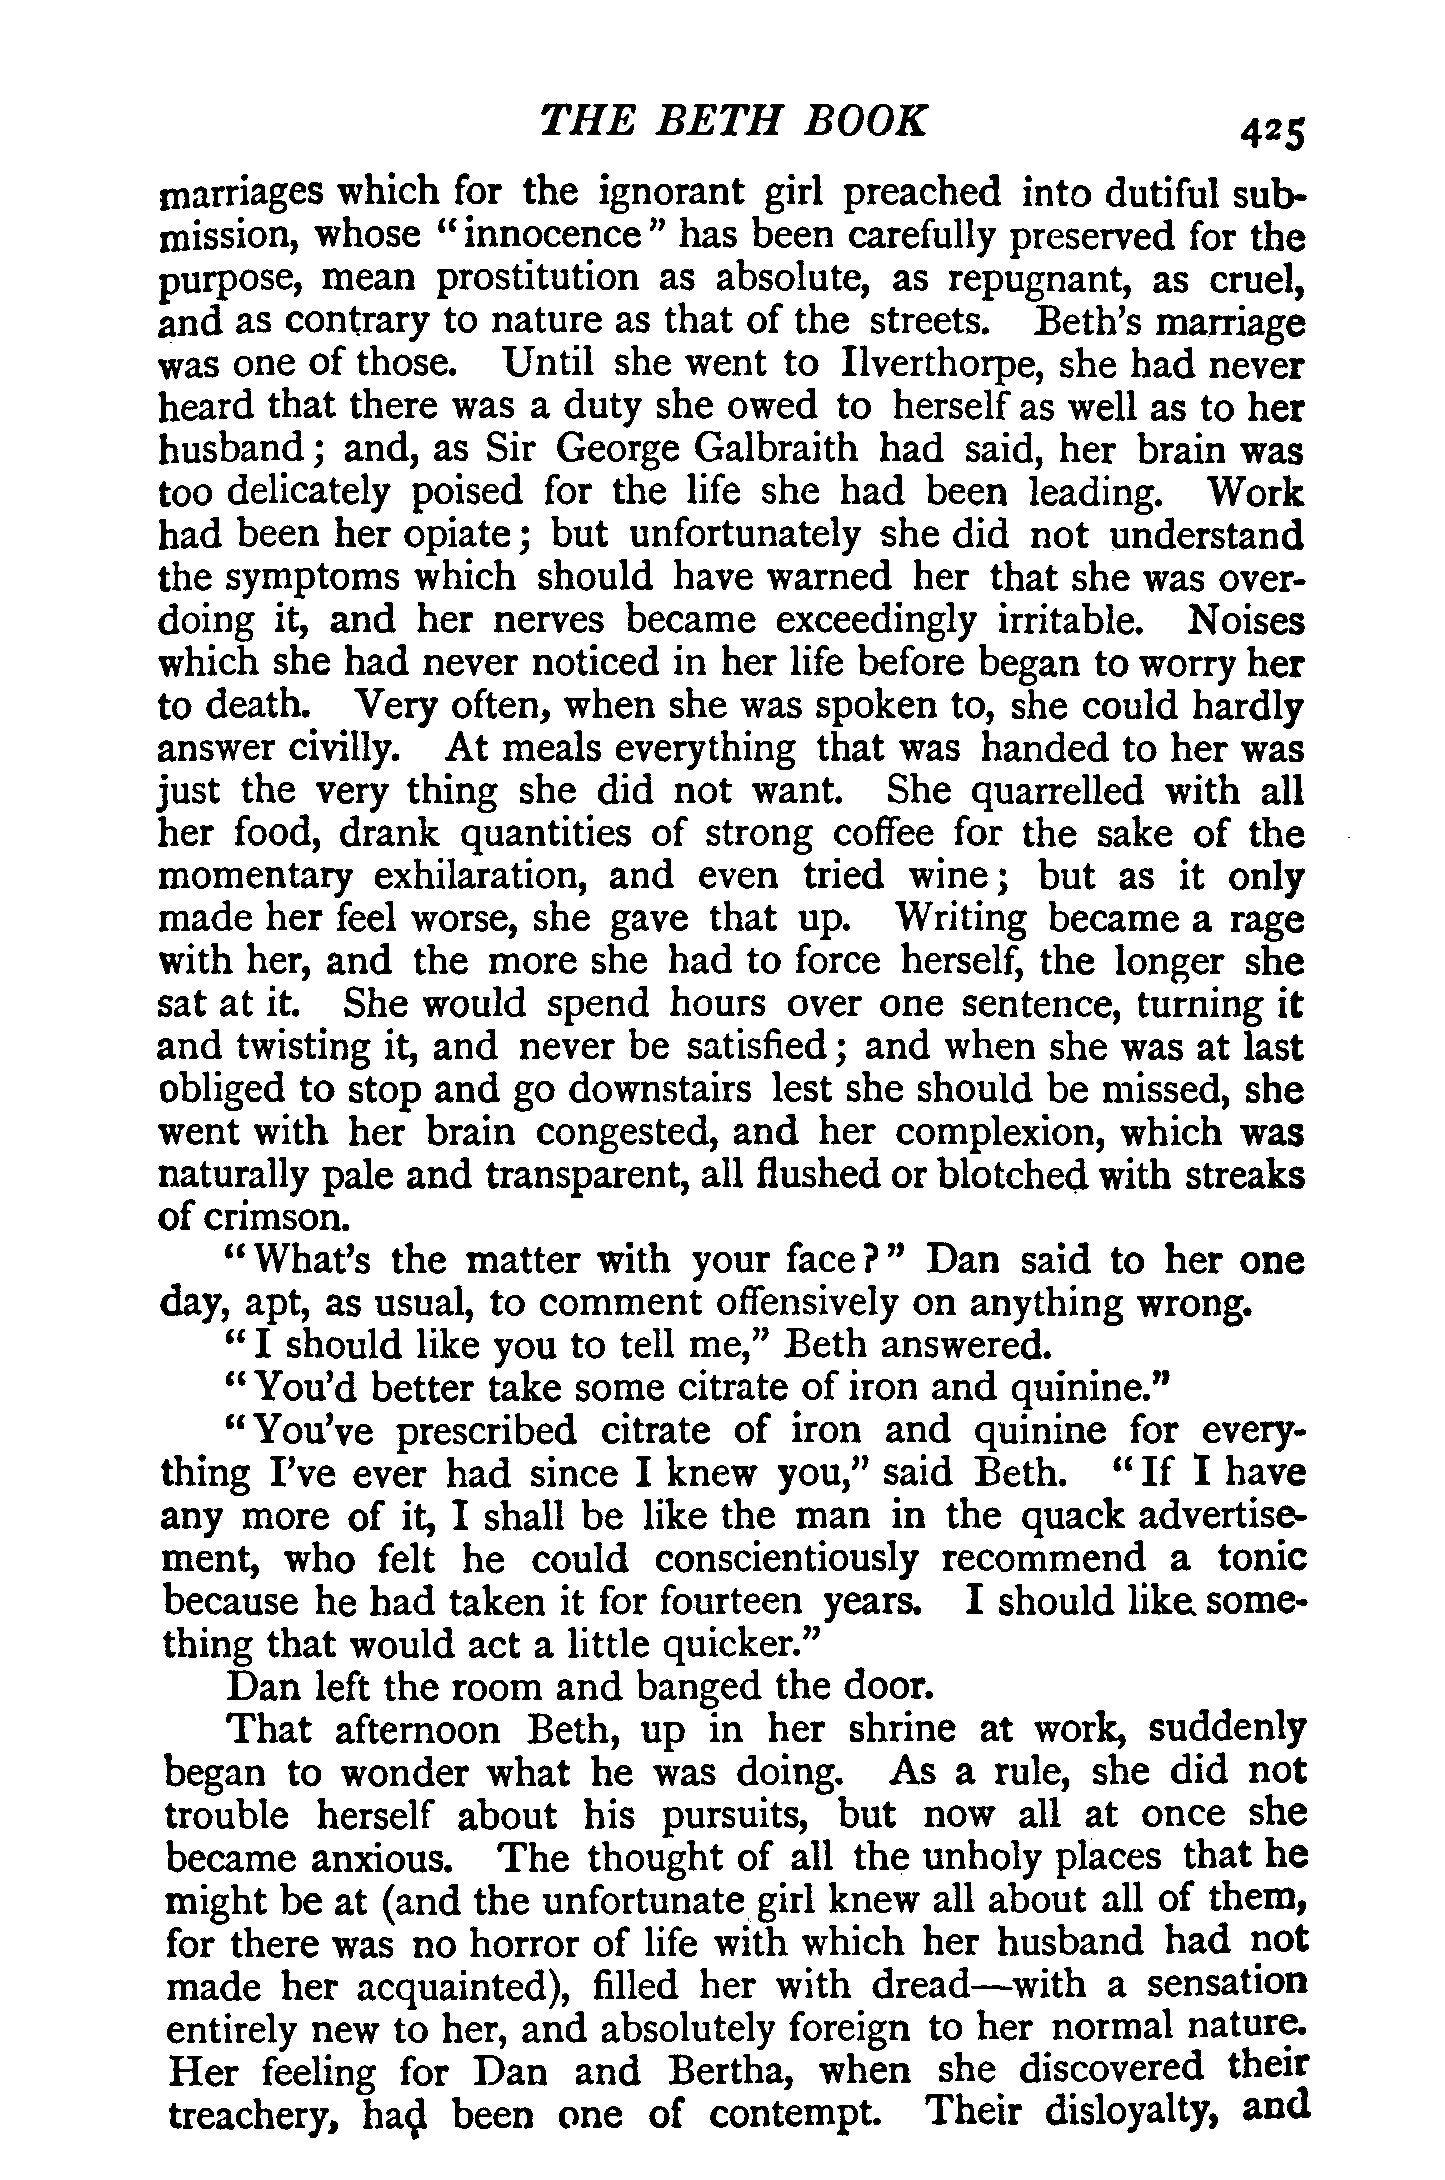 THE BETH BOOK 425
marriages which for the ignorant girl preached into dutiful sub-
mission, whose "innocence" has been carefully preserved for the
purpose, mean prostitution as absolute, as repugnant, as cruel,
and as contrary to nature as that of the streets. Beth's marriage
was one of those. Until she went to Ilverthorpe, she had never
heard that there was a duty she owed to herself as well as to her
husband; and, as Sir George Galbraith had said, her brain was
too delicately poised for the life she had been leading. Work
had been her opiate; but unfortunately she did not understand
the symptoms which should have warned her that she was over-
doing it, and her nerves became exceedingly irritable. Noises
which she had never noticed in her life before began to worry her
to death. Very often, when she was spoken to, she could hardly
answer civilly. At meals everything that was handed to her was
just the very thing she did not want. She quarrelled with all
her food, drank quantities of strong coffee for the sake of the
momentary exhilaration, and even tried wine; but as it only
made her feel worse, she gave that up. Writing became a rage
with her, and the more she had to force herself, the longer she
sat at it. She would spend hours over one sentence, turning it
and twisting it, and never be satisfied; and when she was at last
obliged to stop and go downstairs lest she should be missed, she
went with her brain congested, and her complexion, which was
naturally pale and transparent, all flushed or blotched with streaks
of crimson.
"What's the matter with your face?" Dan said to her one
day, apt, as usual, to comment offensively on anything wrong.
"I should like you to tell me," Beth answered.
"You'd better take some citrate of iron and quinine."
"You've prescribed citrate of iron and quinine for every-
thing I've ever had since I knew you," said Beth. "If I have
any more of it, I shall be like the man in the quack advertise-
ment, who felt he could conscientiously recommend a tonic
because he had taken it for fourteen years. I should like some-
thing that would act a little quicker."
Dan left the room and banged the door.
That afternoon Beth, up in her shrine at work, suddenly
began to wonder what he was doing. As a rule, she did not
trouble herself about his pursuits, but now all at once she
became anxious. The thought of all the unholy places that he
might be at (and the unfortunate girl knew all about all of them,
for there was no horror of life with which her husband had not
made her acquainted), filled her with dread—with a sensation
entirely new to her, and absolutely foreign to her normal nature.
Her feeling for Dan and Bertha, when she discovered their
treachery, had been one of contempt. Their disloyalty, and